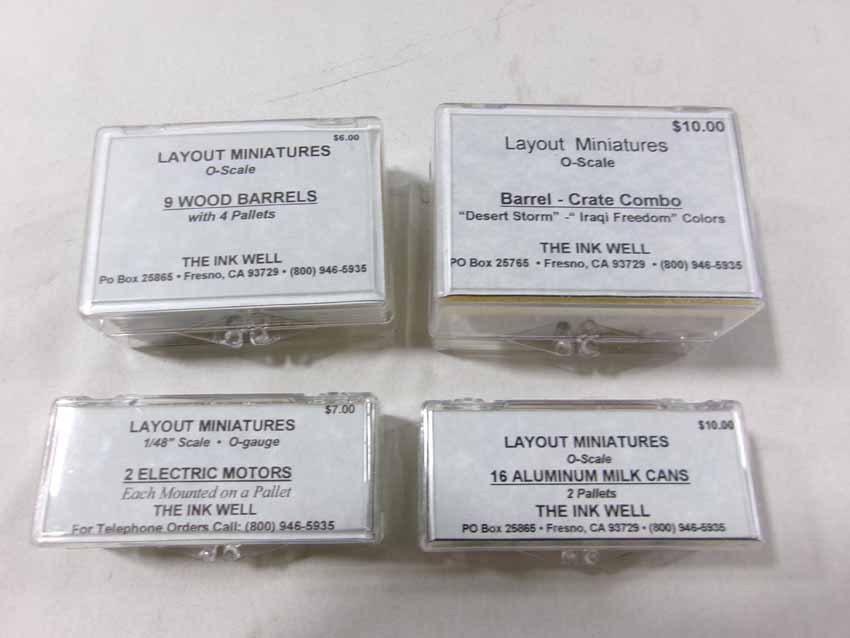 $6.00
LAYOUT MINIATURES
O-Scale
9 WOOD BARRELS
with 4 Pallets
THE INK WELL
Po Box 25865 • Fresno, CA 93729 • (800) 946-5935
$10.00
Layout Miniatures
O-Scale
Barrel - Crate Combo
"Desert Storm" -" Iraqi Freedom" Colors
THE INK WELL
PO Box 25765 • Fresno, CA 93729 • (800) 946-5935
$7.00
LAYOUT MINIATURES
1/48" Scale • O-gauge
2 ELECTRIC MOTORS
Each Mounted on a Pallet
THE INK WELL
For Telephone Orders Call: (800) 946-5935
$10.00
LAYOUT MINIATURES
O-Scale
16 ALUMINUM MILK CANS
2 Pallets
THE INK WELL
PO Box 25865 • Fresno, CA 93729 • (800) 946-5935